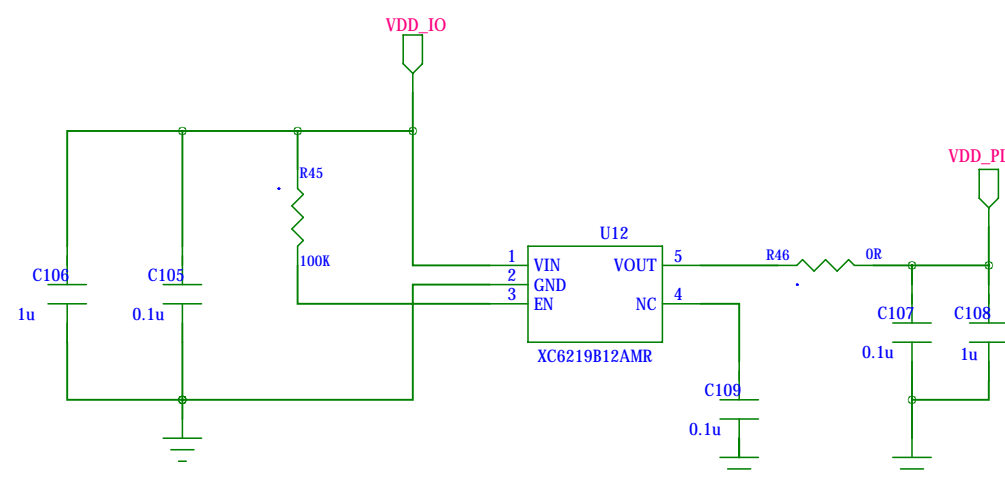 VDD_IO
VDD_PL
R45
100K
C106
1u
C105
0.1u
U12
1
VIN
VOUT
5
2
GND
3
EN
NC
4
XC6219B12AMR
R46
0R
C107
0.1u
C108
1u
C109
0.1u